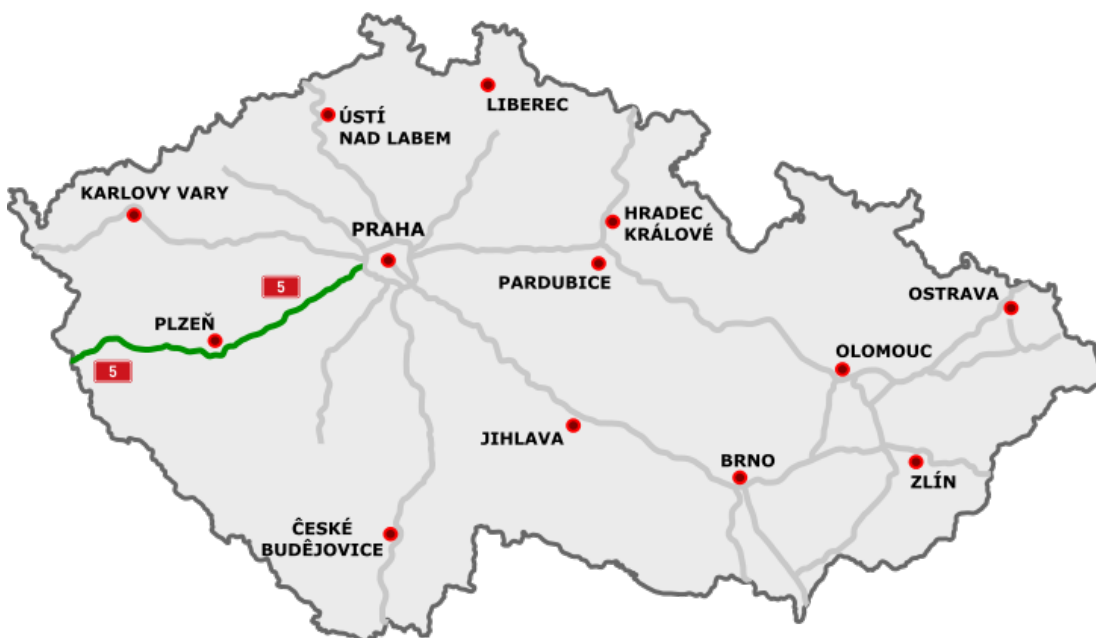 LIBEREC
ÚSTÍ
NAD LABEM
KARLOVY VARY
HRADEC
KRÁLOVÉ
PRAHA
PARDUBICE
5
OSTRAVA
PLZEŇ
5
OLOMOUC
JIHLAVA
BRNO
ZLÍN
ČESKÉ
BUDĚJOVICE